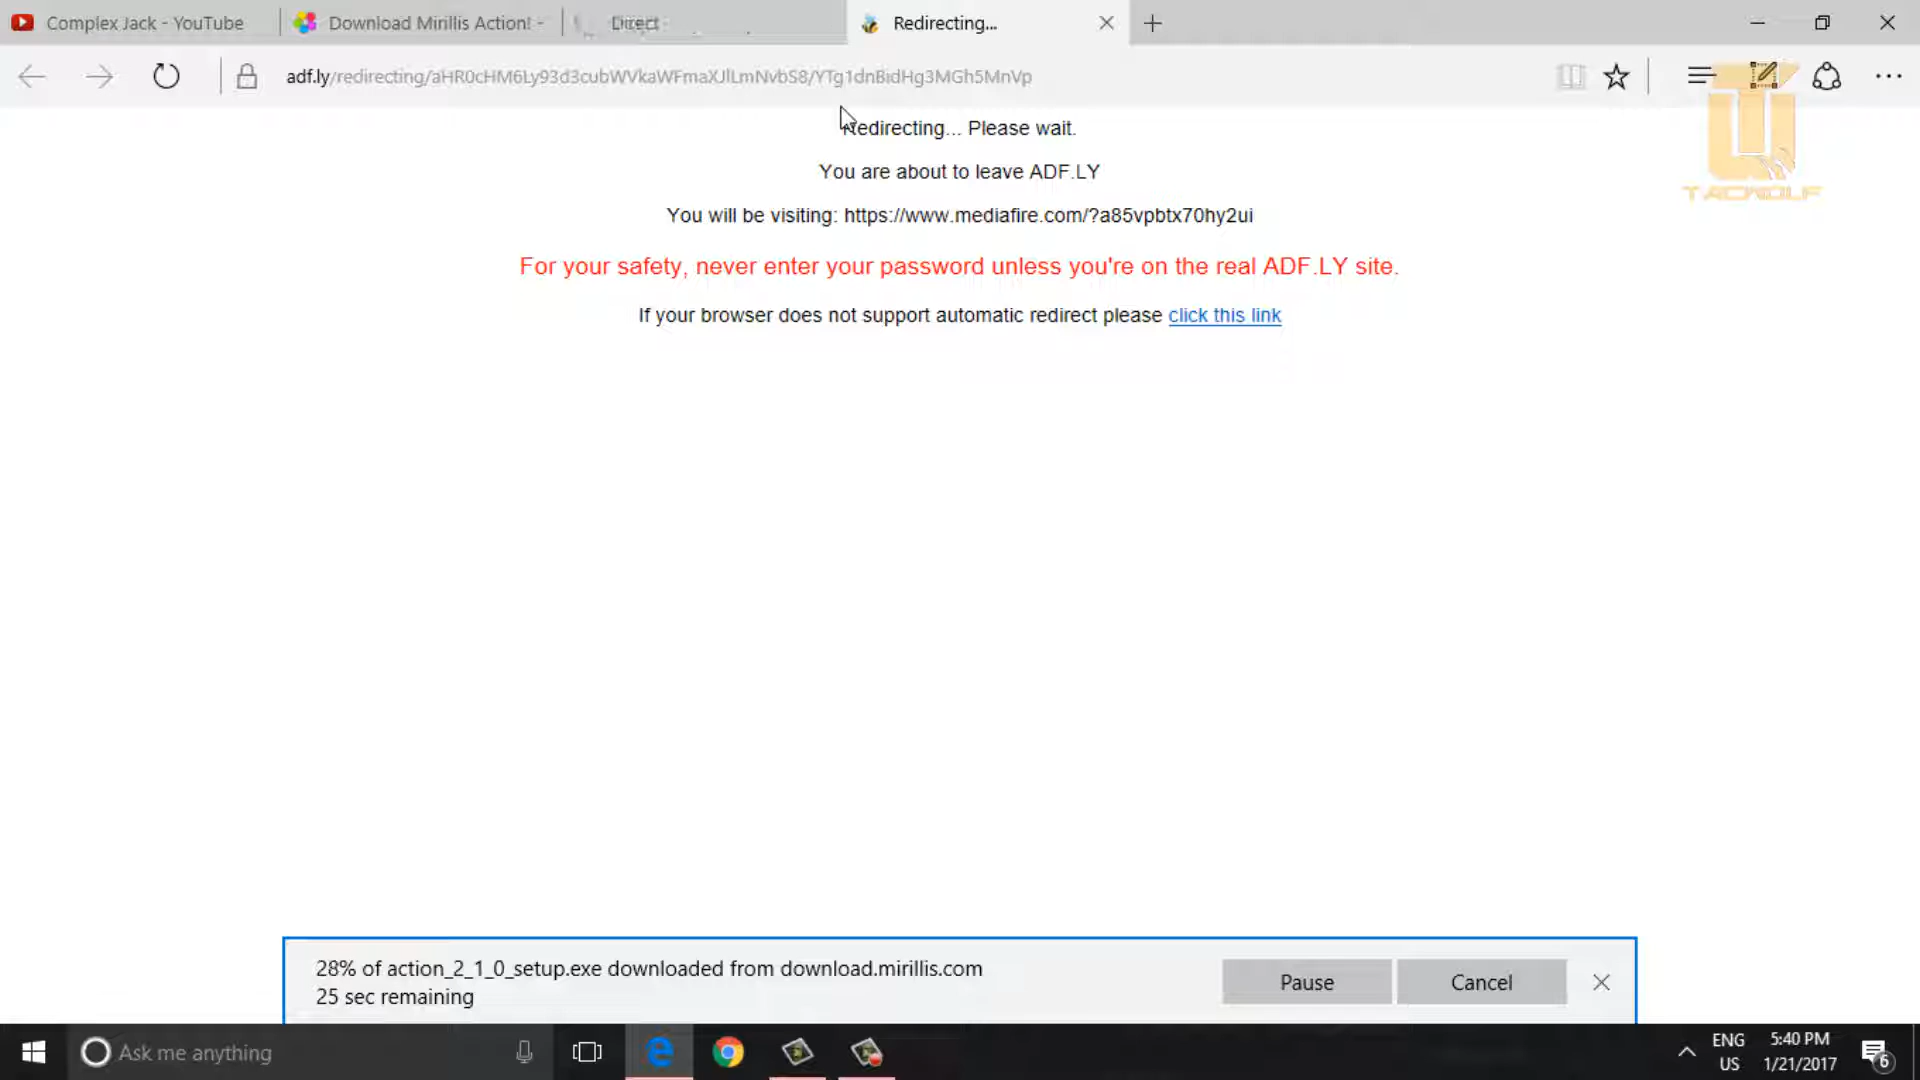 Complex Jack - YouTube
Download Mirillis Action! -
Direct
Redirecting...
adf.ly/redirecting/aHR0cHM6Ly93d3cubWVkaWFmaXJlLmNvbS8/YTg1dnBidHg3MGh5MnVp
Redirecting... Please wait.
TACWOLF
You are about to leave ADF.LY
You will be visiting: https://www.mediafire.com/?a85vpbtx70hy2ui
For your safety, never enter your password unless you're on the real ADF.LY site.
If your browser does not support automatic redirect please click this link
28% of action_2_1_0_setup.exe downloaded from download.mirillis.com
25 sec remaining
Pause
Cancel
Ask me anything
ENG
US
5:40 PM
1/21/2017
6